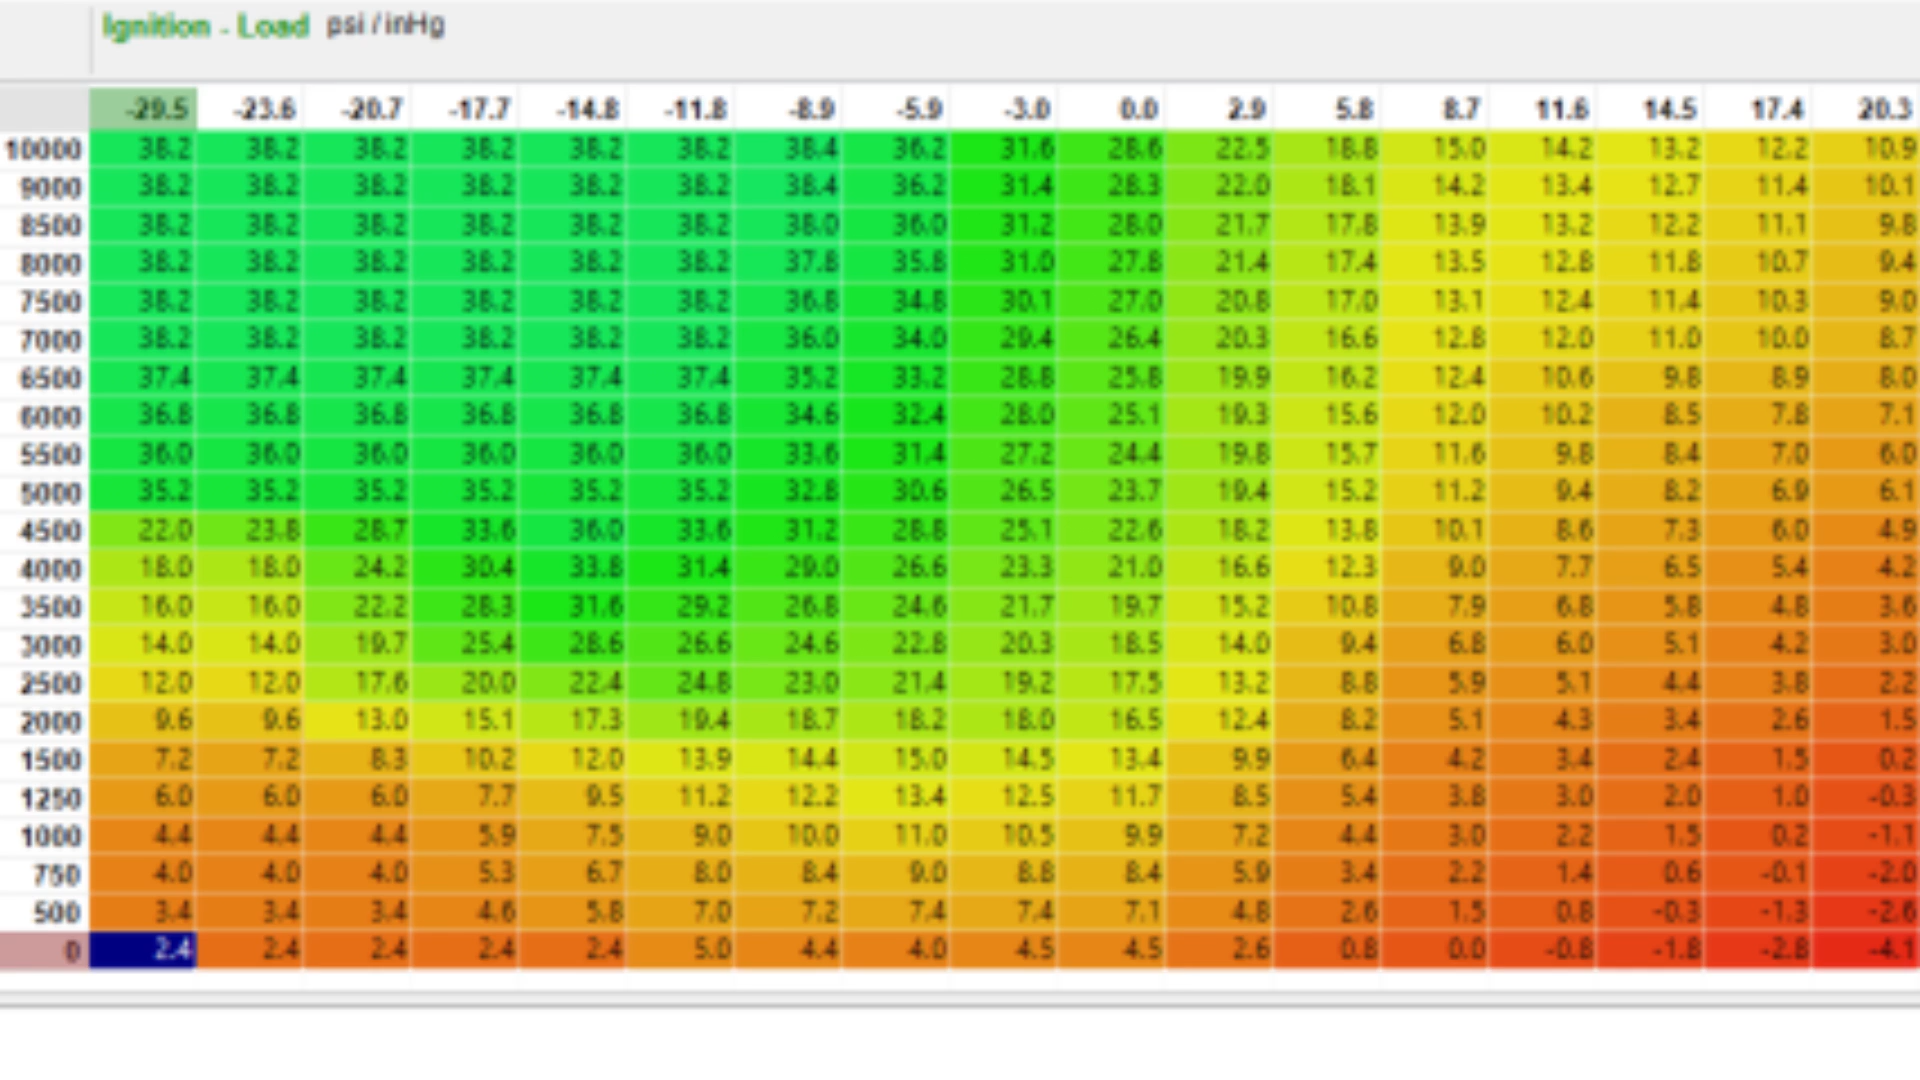 Ignition - Load psi / inHg
-29.5 -23.6 -20.7 -17.7 -14.8 -11.8 -8.9 -5.9 -3.0 0.0 2.9 5.8 8.7 11.6 14.5 17.4 20.3
10000 38.2 38.2 38.2 38.2 38.2 38.2 38.4 36.2 31.6 28.6 22.5 18.8 15.0 14.2 13.2 12.2 10.9
9000 38.2 38.2 38.2 38.2 38.2 38.2 38.4 36.2 31.4 28.3 22.0 18.1 14.2 13.4 12.7 11.4 10.1
8500 38.2 38.2 38.2 38.2 38.2 38.2 38.0 36.0 31.2 28.0 21.7 17.8 13.9 13.2 12.2 11.1 9.8
8000 38.2 38.2 38.2 38.2 38.2 38.2 37.8 35.8 31.0 27.8 21.4 17.4 13.5 12.8 11.8 10.7 9.4
7500 38.2 38.2 38.2 38.2 38.2 38.2 36.8 34.8 30.1 27.0 20.8 17.0 13.1 12.4 11.4 10.3 9.0
7000 38.2 38.2 38.2 38.2 38.2 38.2 36.0 34.0 29.4 26.4 20.3 16.6 12.8 12.0 11.0 10.0 8.7
6500 37.4 37.4 37.4 37.4 37.4 37.4 35.2 33.2 28.8 25.8 19.9 16.2 12.4 10.6 9.8 8.9 8.0
6000 36.8 36.8 36.8 36.8 36.8 36.8 34.6 32.4 28.0 25.1 19.3 15.6 12.0 10.2 8.5 7.8 7.1
5500 36.0 36.0 36.0 36.0 36.0 36.0 33.6 31.4 27.2 24.4 19.8 15.7 11.6 9.8 8.4 7.0 6.0
5000 35.2 35.2 35.2 35.2 35.2 35.2 32.8 30.6 26.5 23.7 19.4 15.2 11.2 9.4 8.2 6.9 6.1
4500 22.0 23.8 28.7 33.6 36.0 33.6 31.2 28.8 25.1 22.6 18.2 13.8 10.1 8.6 7.3 6.0 4.9
4000 18.0 18.0 24.2 30.4 33.8 31.4 29.0 26.6 23.3 21.0 16.6 12.3 9.0 7.7 6.5 5.4 4.2
3500 16.0 16.0 22.2 28.3 31.6 29.2 26.8 24.6 21.7 19.7 15.2 10.8 7.9 6.8 5.8 4.8 3.6
3000 14.0 14.0 19.7 25.4 28.6 26.6 24.6 22.8 20.3 18.5 14.0 9.4 6.8 6.0 5.1 4.2 3.0
2500 12.0 12.0 17.6 20.0 22.4 24.8 23.0 21.4 19.2 17.5 13.2 8.8 5.9 5.1 4.4 3.8 2.2
2000 9.6 9.6 13.0 15.1 17.3 19.4 18.7 18.2 18.0 16.5 12.4 8.2 5.1 4.3 3.4 2.6 1.5
1500 7.2 7.2 8.3 10.2 12.0 13.9 14.4 15.0 14.5 13.4 9.9 6.4 4.2 3.4 2.4 1.5 0.2
1250 6.0 6.0 6.0 7.7 9.5 11.2 12.2 13.4 12.5 11.7 8.5 5.4 3.8 3.0 2.0 1.0 -0.3
1000 4.4 4.4 4.4 5.9 7.5 9.0 10.0 11.0 10.5 9.9 7.2 4.4 3.0 2.2 1.5 0.2 -1.1
750 4.0 4.0 4.0 5.3 6.7 8.0 8.4 9.0 8.8 8.4 5.9 3.4 2.2 1.4 0.6 -0.1 -2.0
500 3.4 3.4 3.4 4.6 5.8 7.0 7.2 7.4 7.4 7.1 4.8 2.6 1.5 0.8 -0.3 -1.3 -2.6
0 2.4 2.4 2.4 2.4 2.4 5.0 4.4 4.0 4.5 4.5 2.6 0.8 0.0 -0.8 -1.8 -2.8 -4.1